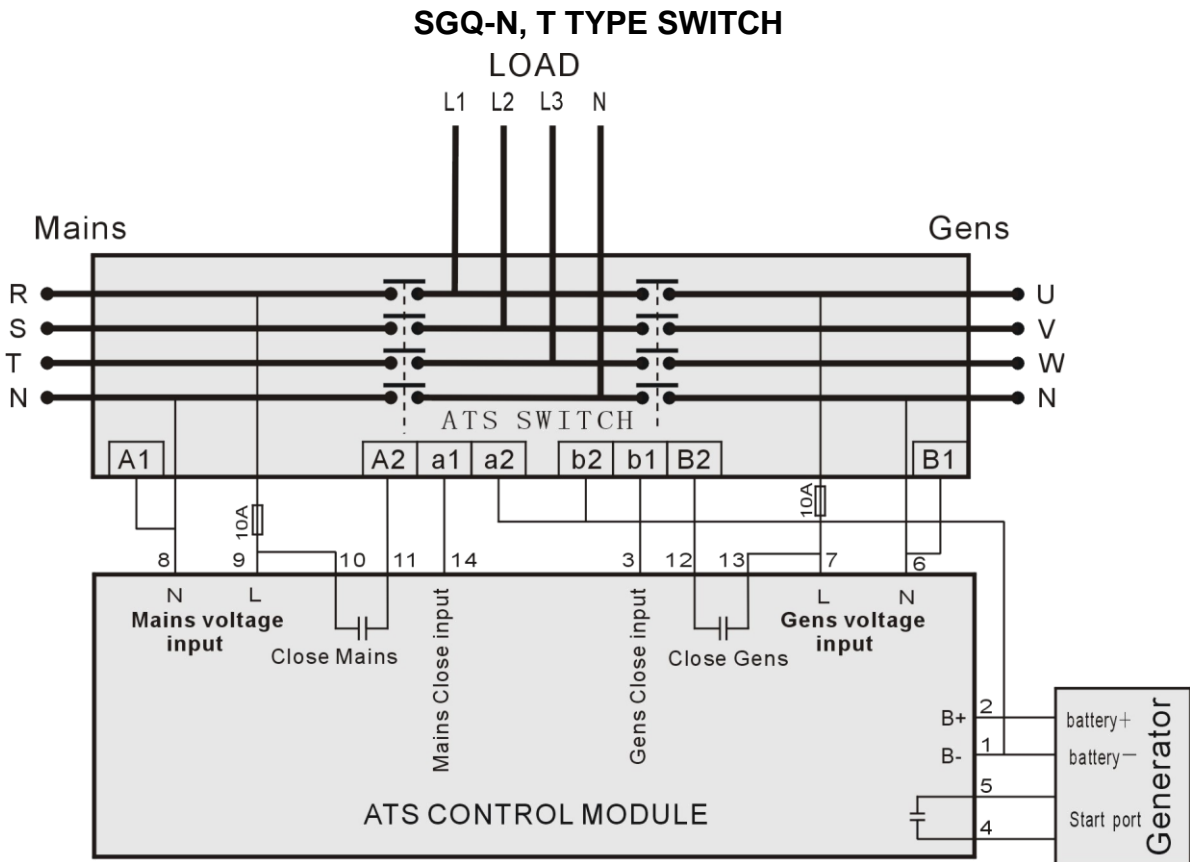 SGQ-N, T TYPE SWITCH
LOAD
L1 L2 L3 N
Mains
Gens
R
S
T
N
U
V
W
N
ATS SWITCH
A1
A2 a1 a2
b2 b1 B2
B1
10A
10A
8 9 10 11 14 3 12 13 7 6
N L
Mains voltage
input
Close Mains
Mains Close input
Gens Close input
Close Gens
L N
Gens voltage
input
B+ 2
B- 1
5
4
battery+
battery—
Start port
Generator
ATS CONTROL MODULE